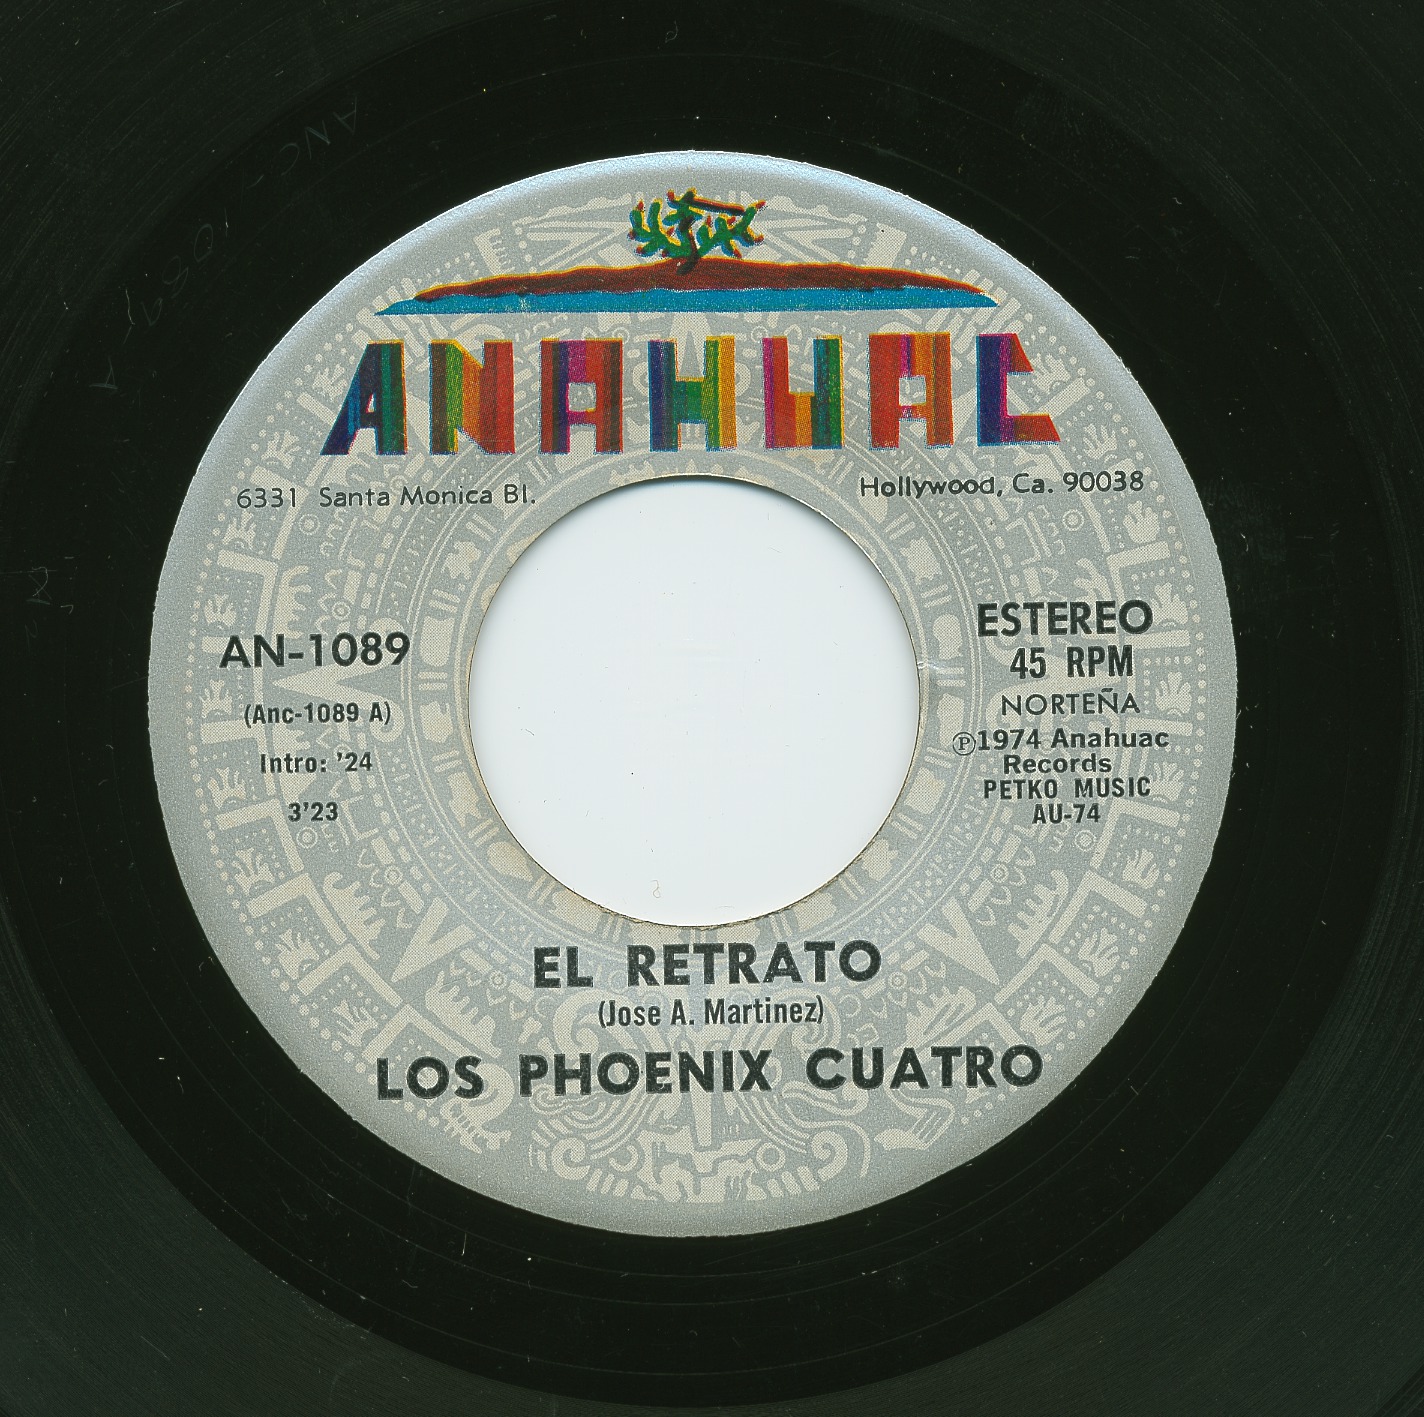 ANAHUAC
6331 Santa Monica Bl.
Hollywood, Ca. 90038
AN-1089
(Anc-1089 A)
Intro: '24
3'23
ESTEREO
45 RPM
NORTEÑA
Ⓟ1974 Anahuac
Records
PETKO MUSIC
AU-74
EL RETRATO
(Jose A. Martinez)
LOS PHOENIX CUATRO